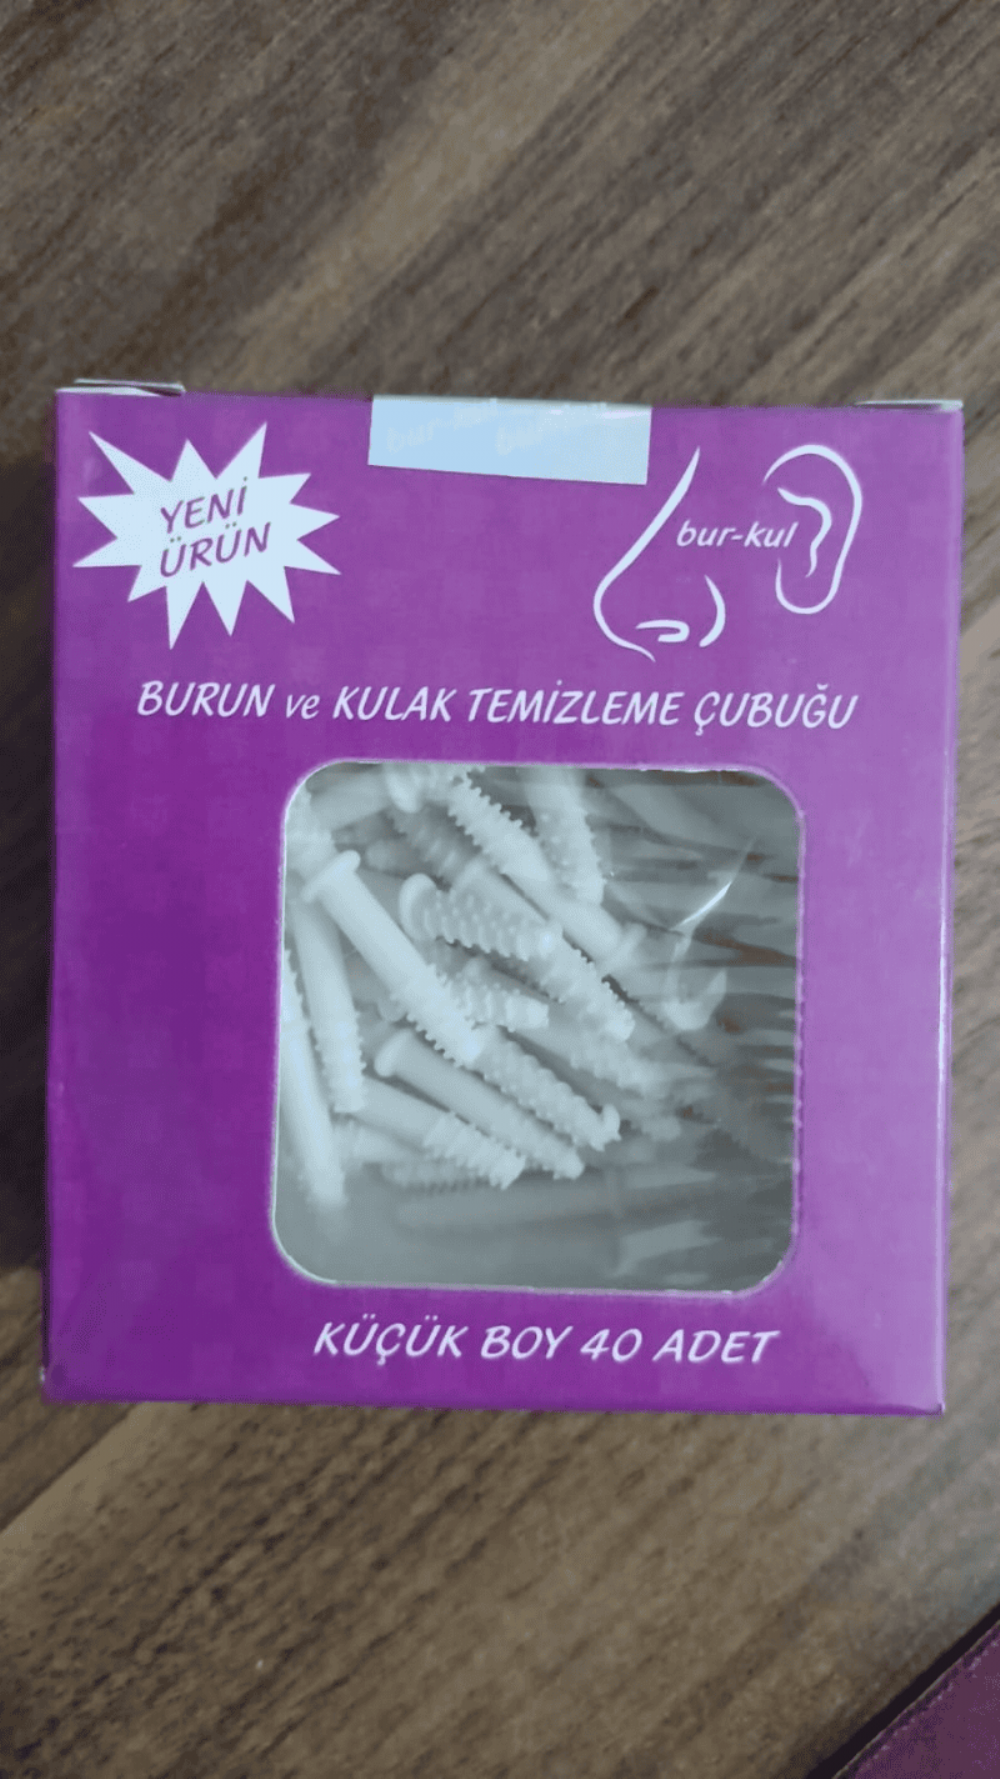 YENİ
ÜRÜN
bur-kul
BURUN ve KULAK TEMİZLEME ÇUBUĞU
KÜÇÜK BOY 40 ADET